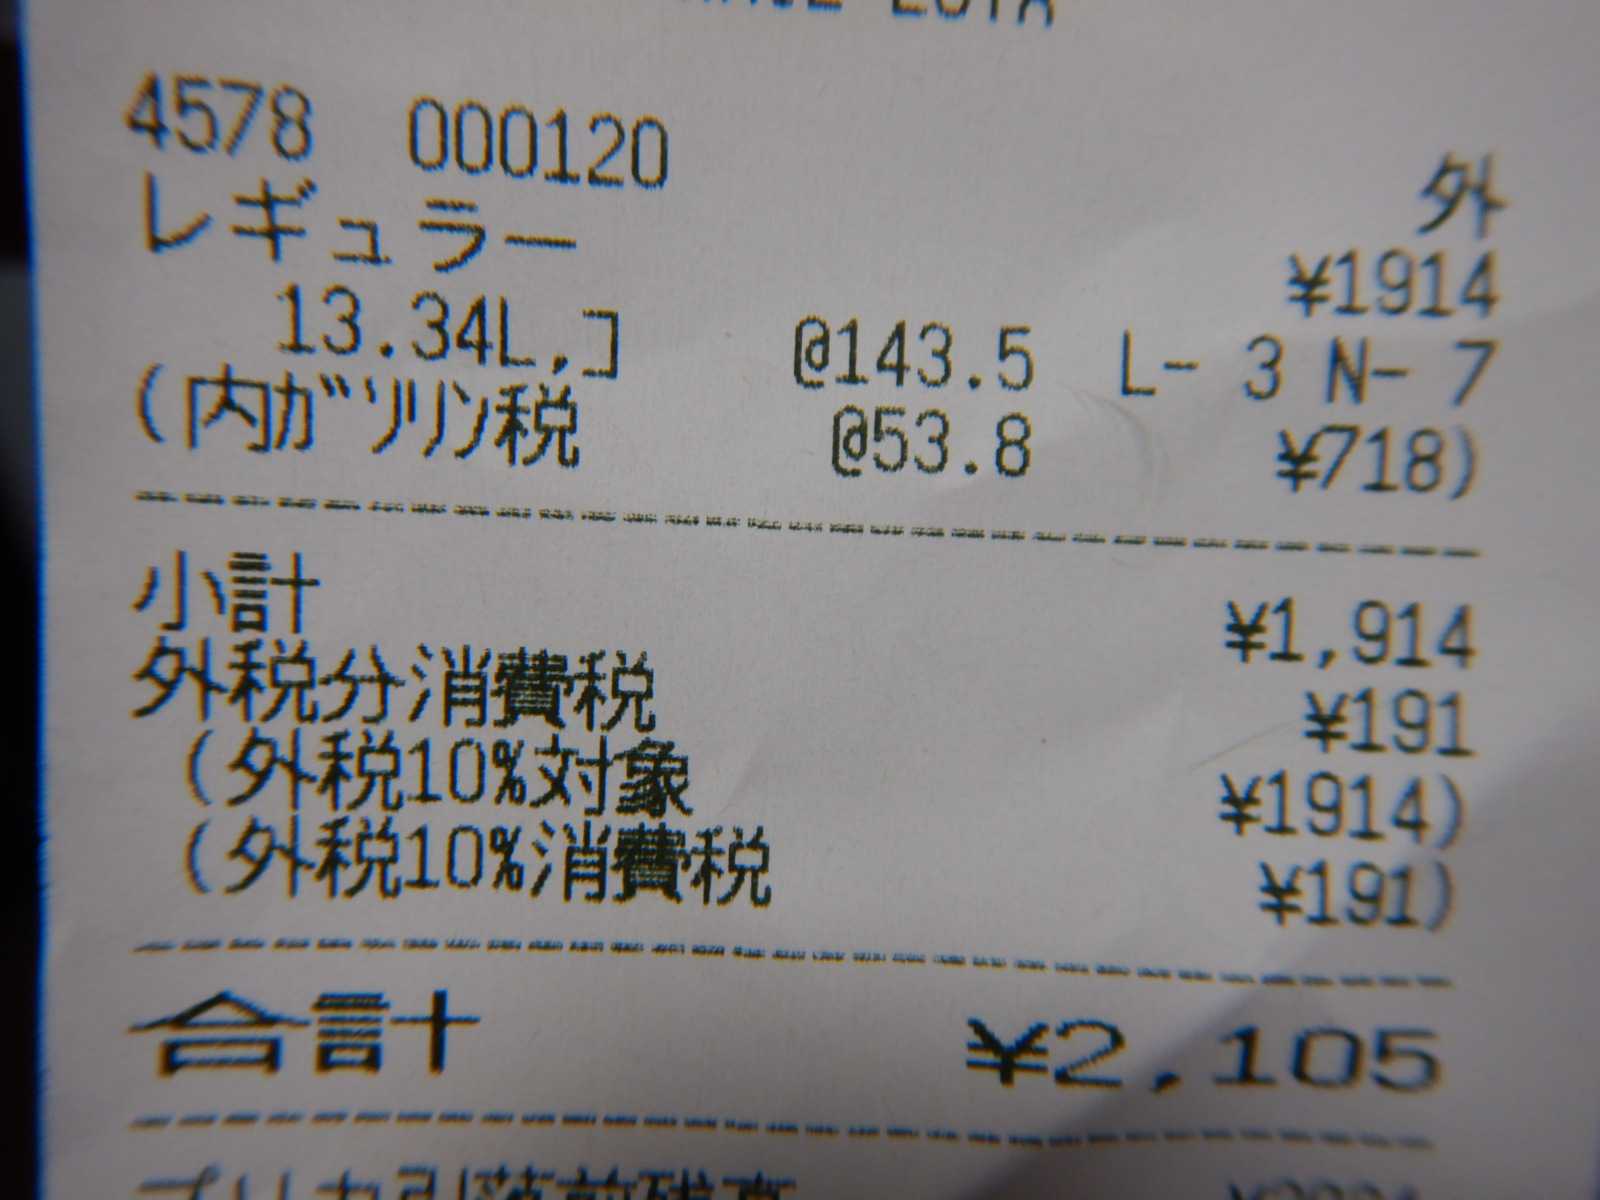 4578 000120
外
レギュラー ¥1914
13.34L,コ @143.5 L- 3 N- 7
(内ガソリン税 @53.8 ¥718)
小計 ¥1,914
外税分消費税 ¥191
(外税10%対象 ¥1914)
(外税10%消費税 ¥191)
合計 ¥2,105